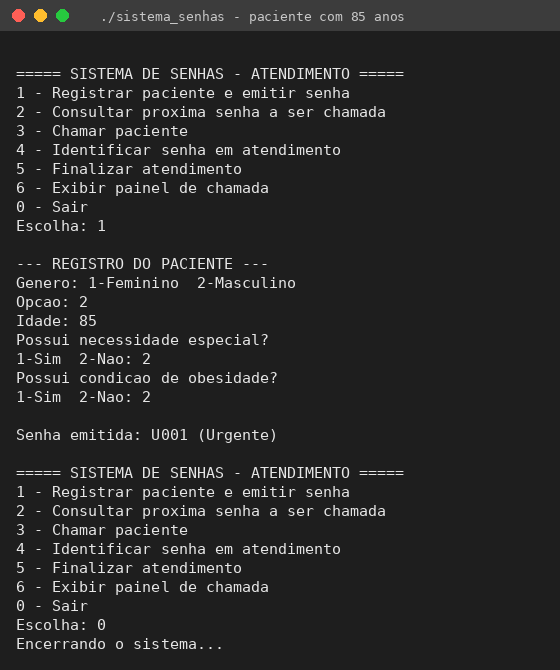 ./sistema_senhas - paciente com 85 anos
===== SISTEMA DE SENHAS - ATENDIMENTO =====
1 - Registrar paciente e emitir senha
2 - Consultar proxima senha a ser chamada
3 - Chamar paciente
4 - Identificar senha em atendimento
5 - Finalizar atendimento
6 - Exibir painel de chamada
0 - Sair
Escolha: 1
--- REGISTRO DO PACIENTE ---
Genero: 1-Feminino  2-Masculino
Opcao: 2
Idade: 85
Possui necessidade especial?
1-Sim  2-Nao: 2
Possui condicao de obesidade?
1-Sim  2-Nao: 2
Senha emitida: U001 (Urgente)
===== SISTEMA DE SENHAS - ATENDIMENTO =====
1 - Registrar paciente e emitir senha
2 - Consultar proxima senha a ser chamada
3 - Chamar paciente
4 - Identificar senha em atendimento
5 - Finalizar atendimento
6 - Exibir painel de chamada
0 - Sair
Escolha: 0
Encerrando o sistema...